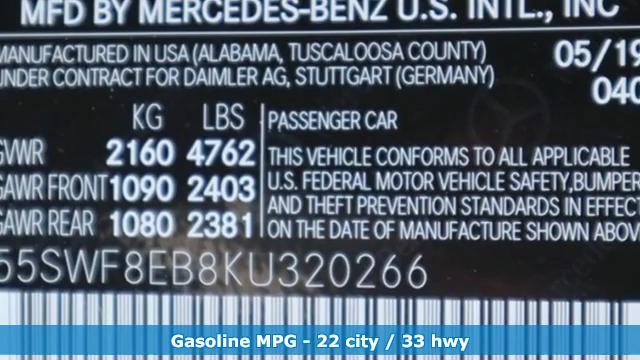 MFD BY MERCEDES-BENZ U.S. INTL., INC
MANUFACTURED IN USA (ALABAMA, TUSCALOOSA COUNTY) 05/19
UNDER CONTRACT FOR DAIMLER AG, STUTTGART (GERMANY) 040
KG LBS PASSENGER CAR
GVWR 2160 4762 THIS VEHICLE CONFORMS TO ALL APPLICABLE
GAWR FRONT 1090 2403 U.S. FEDERAL MOTOR VEHICLE SAFETY, BUMPER
GAWR REAR 1080 2381 AND THEFT PREVENTION STANDARDS IN EFFECT
ON THE DATE OF MANUFACTURE SHOWN ABOV
55SWF8EB8KU320266
Gasoline MPG - 22 city / 33 hwy